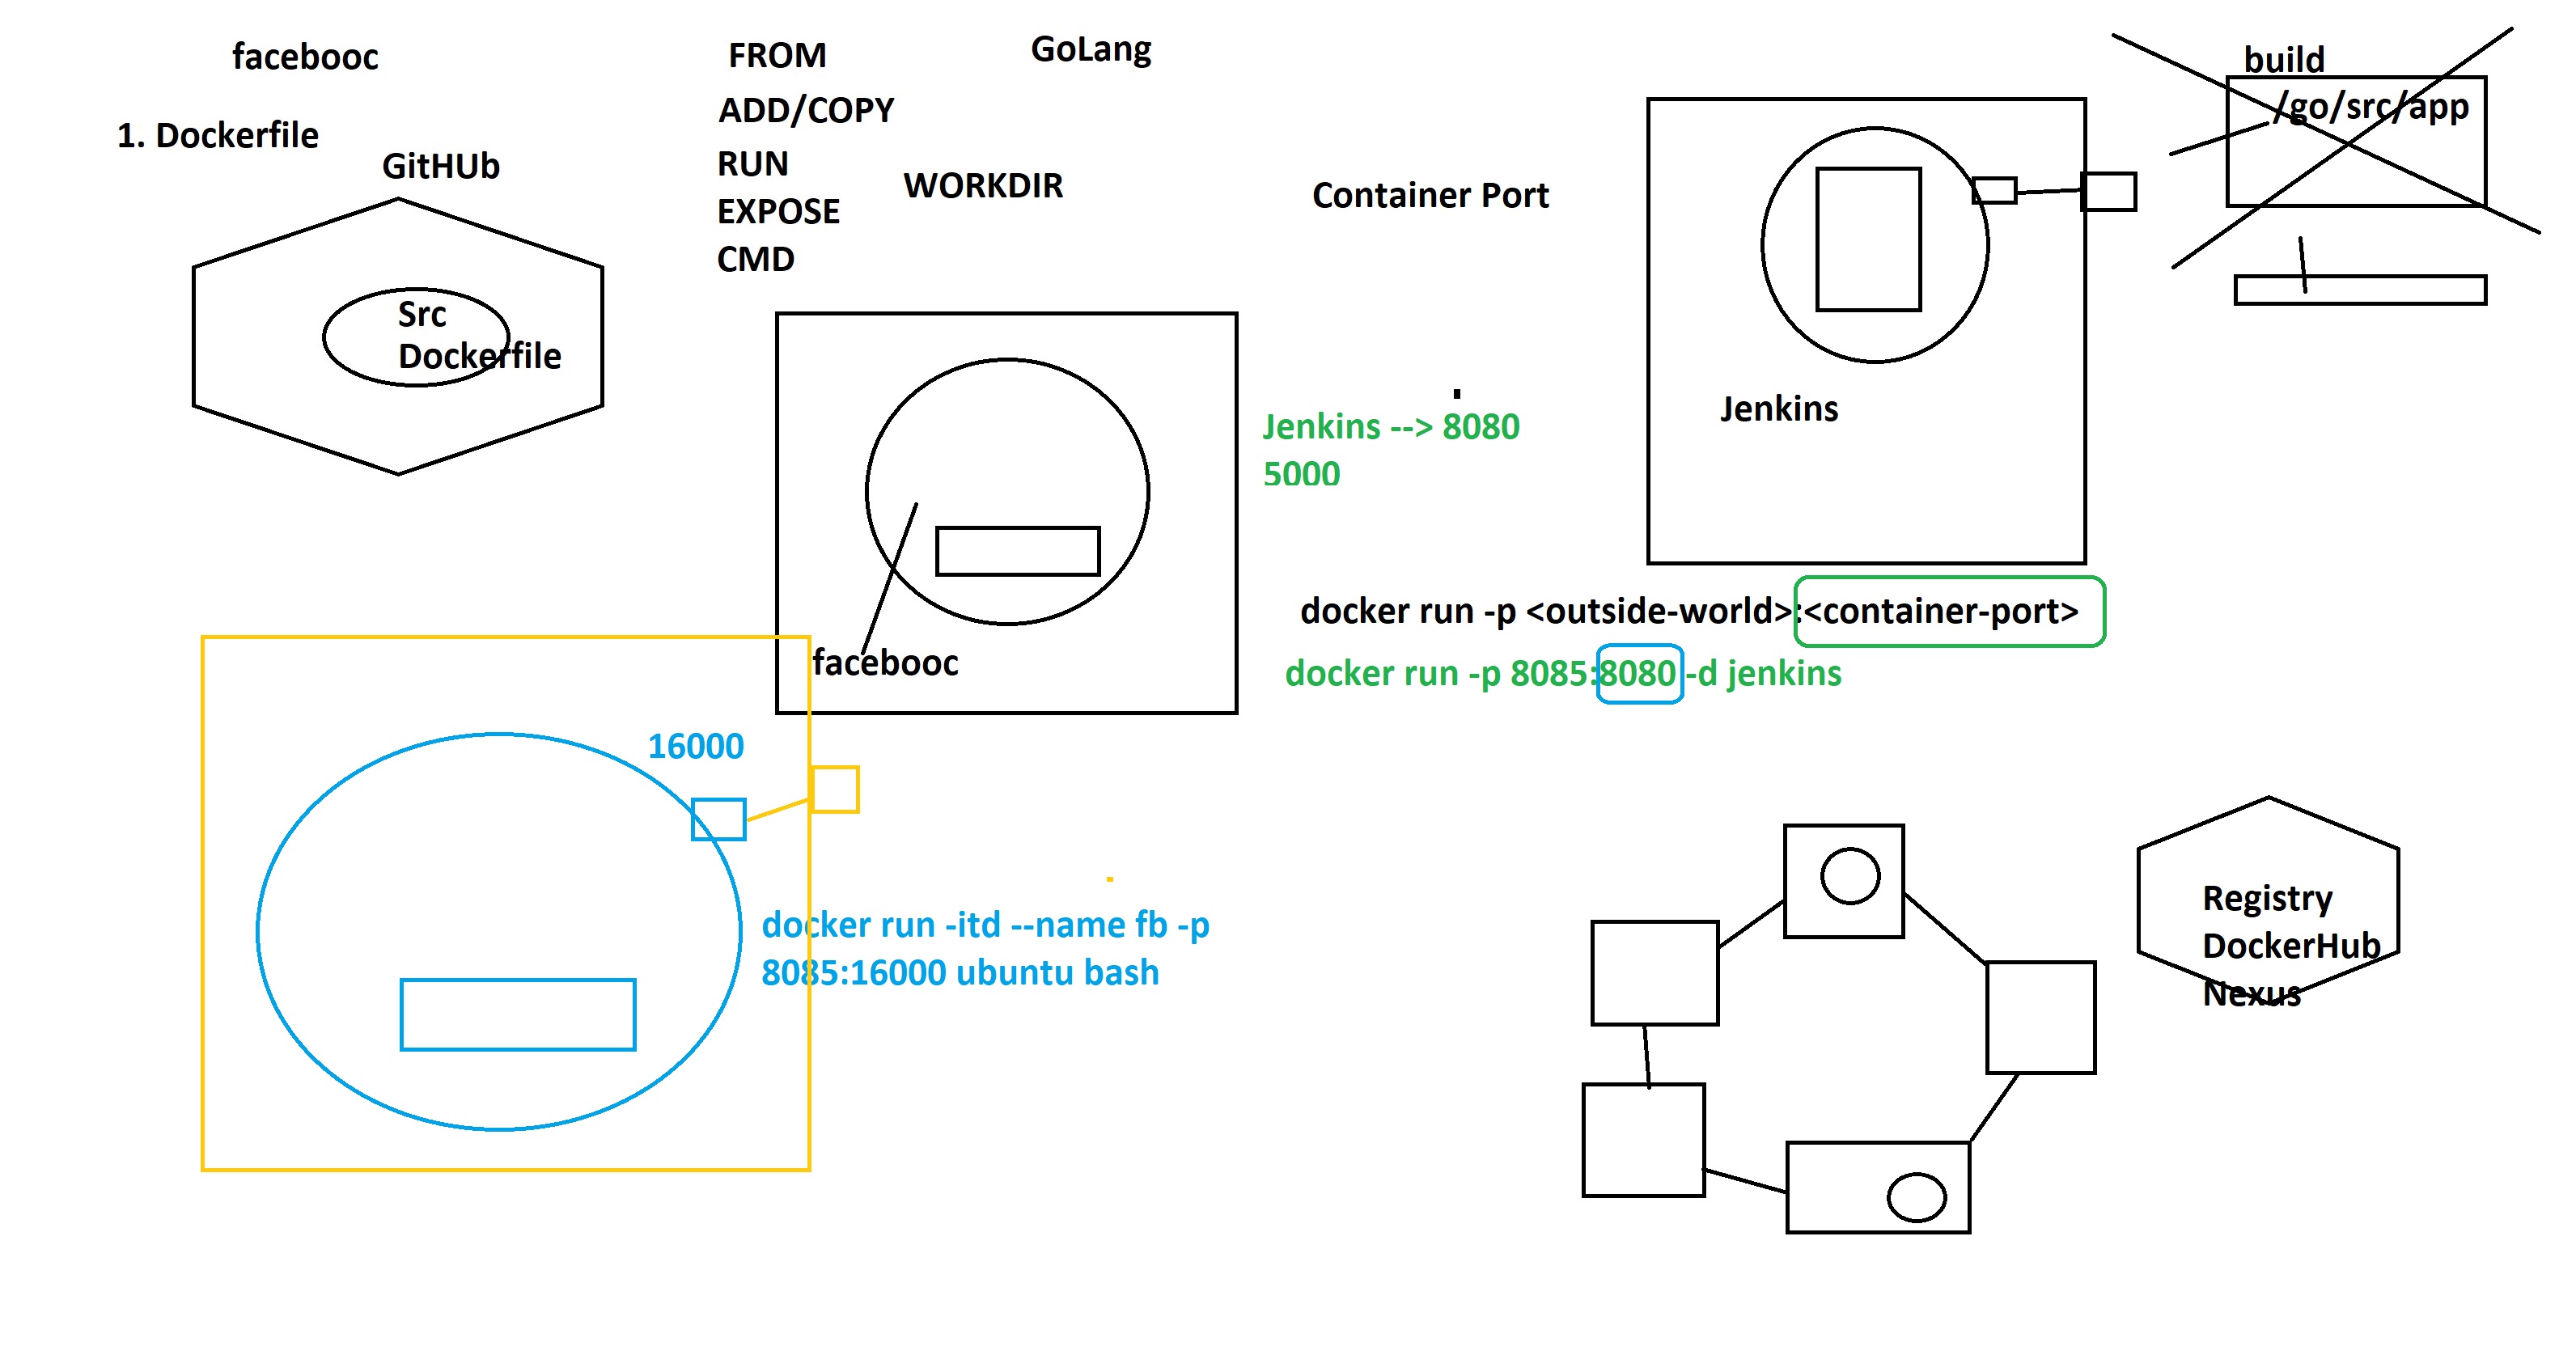 facebooc
1. Dockerfile
GitHUb
Src
Dockerfile
FROM
ADD/COPY
RUN
EXPOSE
CMD
WORKDIR
GoLang
Container Port
build
/go/src/app
Jenkins
Jenkins --> 8080
5000
facebooc
docker run -p <outside-world>:<container-port>
docker run -p 8085:8080 -d jenkins
16000
docker run -itd --name fb -p
8085:16000 ubuntu bash
Registry
DockerHub
Nexus